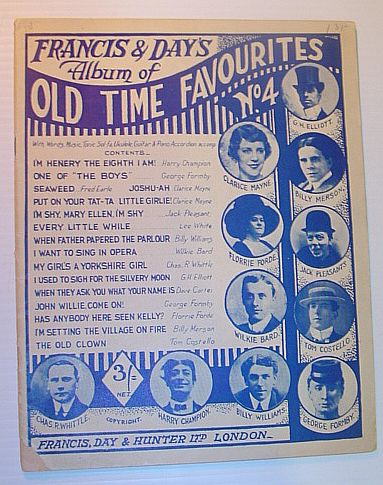 FRANCIS & DAY'S
Album of
OLD TIME FAVOURITES
No. 4
With Words, Music, Tonic Sol-fa, Ukulele, Guitar & Piano Accordion accomp.
CONTENTS
I'M HENERY THE EIGHTH I AM! Harry Champion
ONE OF "THE BOYS" George Formby
SEAWEED Fred Earle JOSHU-AH Clarice Mayne
PUT ON YOUR TAT-TA LITTLE GIRLIE! Clarice Mayne
I'M SHY, MARY ELLEN, I'M SHY Jack Pleasants
EVERY LITTLE WHILE Lee White
WHEN FATHER PAPERED THE PARLOUR Billy Williams
I WANT TO SING IN OPERA Wilkie Bard
MY GIRL'S A YORKSHIRE GIRL Chas. R. Whittle
I USED TO SIGH FOR THE SILVERY MOON G.H. Elliott
WHEN THEY ASK YOU WHAT YOUR NAME IS Dave Carter
JOHN WILLIE, COME ON! George Formby
HAS ANYBODY HERE SEEN KELLY? Florrie Forde
I'M SETTING THE VILLAGE ON FIRE Billy Merson
THE OLD CLOWN Tom Costello
G.H. ELLIOTT.
CLARICE MAYNE.
BILLY MERSON.
FLORRIE FORDE.
JACK PLEASANTS.
WILKIE BARD.
TOM COSTELLO.
CHAS. R. WHITTLE.
3/-
NET.
COPYRIGHT.
HARRY CHAMPION.
BILLY WILLIAMS.
GEORGE FORMBY.
FRANCIS, DAY & HUNTER LTD LONDON